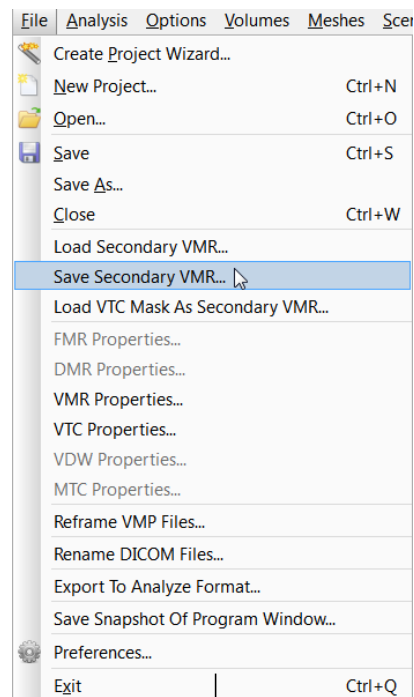 File Analysis Options Volumes Meshes
Create Project Wizard...
New Project... Ctrl+N
Open... Ctrl+O
Save Ctrl+S
Save As...
Close Ctrl+W
Load Secondary VMR...
Save Secondary VMR...
Load VTC Mask As Secondary VMR...
FMR Properties...
DMR Properties...
VMR Properties...
VTC Properties...
VDW Properties...
MTC Properties...
Reframe VMP Files...
Rename DICOM Files...
Export To Analyze Format...
Save Snapshot Of Program Window...
Preferences...
Exit Ctrl+Q